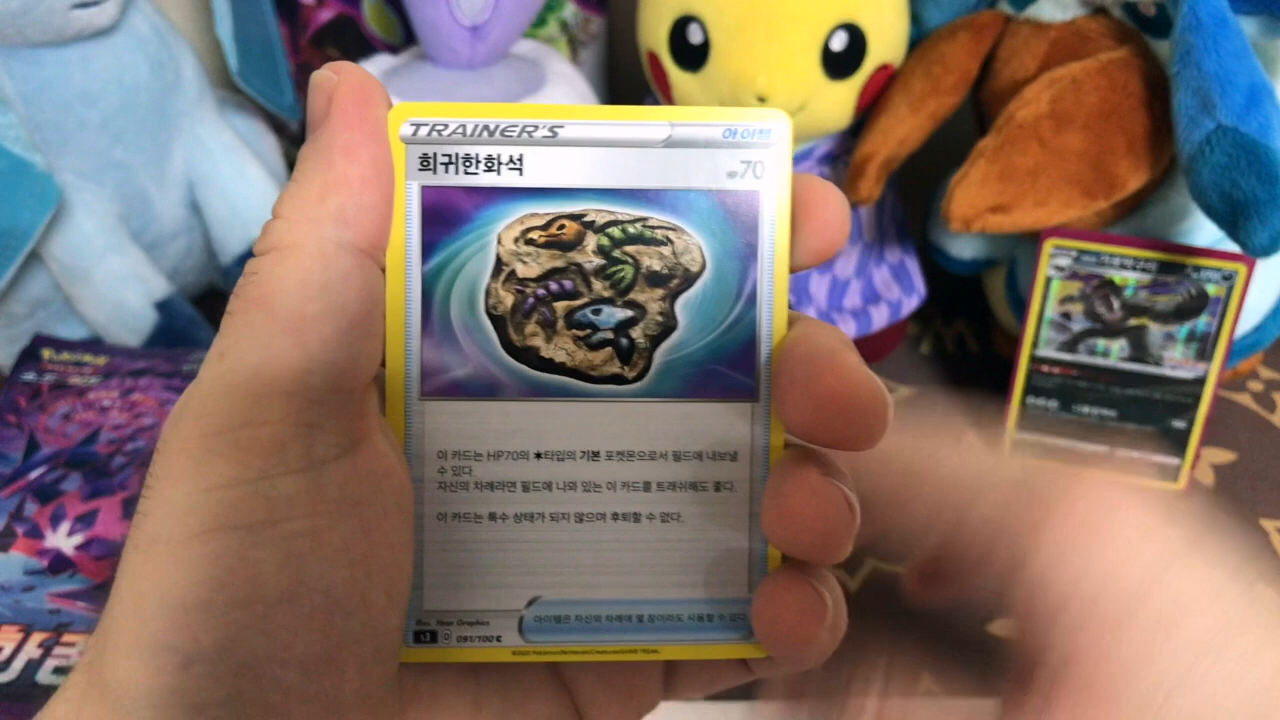 TRAINER'S
아이템
희귀한화석
HP70
이 카드는 HP70의 타입의 기본 포켓몬으로서 필드에 내보낼
수 있다.
자신의 차례라면 필드에 나와 있는 이 카드를 트래쉬해도 좋다.
이 카드는 특수 상태가 되지 않으며 후퇴할 수 없다.
아이템은 자신의 차례에 몇 장이라도 사용할 수 있다.
Illus. Yeon Graphics
s3 D 091/100 C